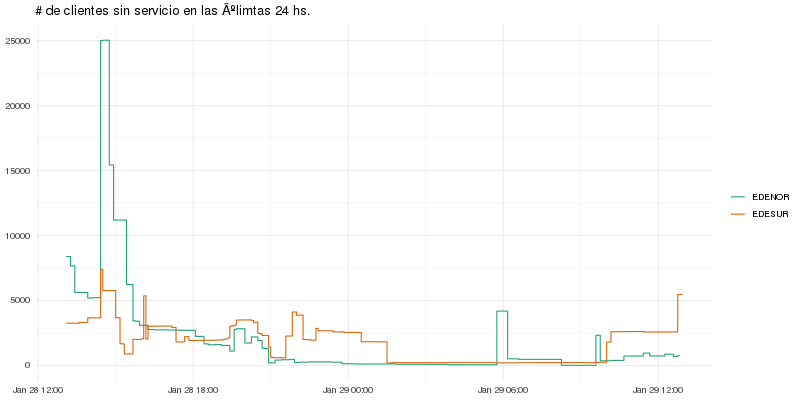 # de clientes sin servicio en las Ãºlimtas 24 hs.
25000
20000
15000
10000
5000
0
EDENOR
EDESUR
Jan 28 12:00 Jan 28 18:00 Jan 29 00:00 Jan 29 06:00 Jan 29 12:00